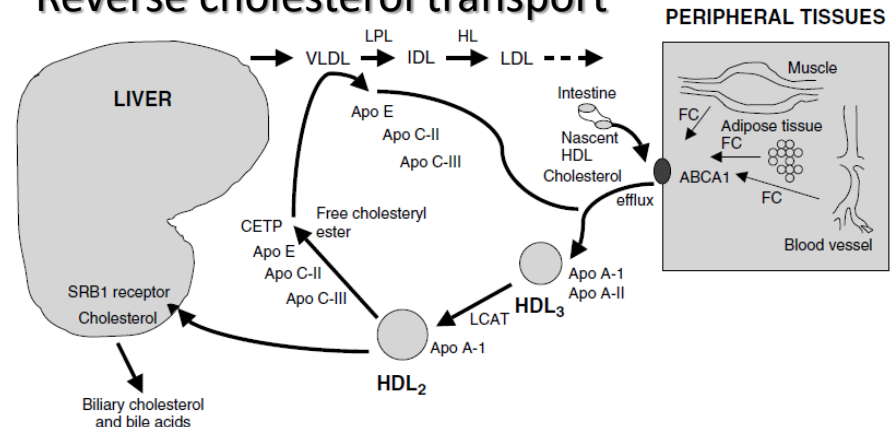 Reverse cholesterol transport
PERIPHERAL TISSUES
LPL
HL
VLDL
IDL
LDL
LIVER
Muscle
Intestine
Apo E
FC
Adipose tissue
FC
Apo C-II
Nascent
HDL
Apo C-III
Cholesterol
ABCA1
efflux
FC
CETP
Free cholesteryl
ester
Blood vessel
Apo E
Apo C-II
Apo A-1
Apo A-II
SRB1 receptor
Apo C-III
HDL3
Cholesterol
LCAT
Apo A-1
HDL2
Biliary cholesterol
and bile acids